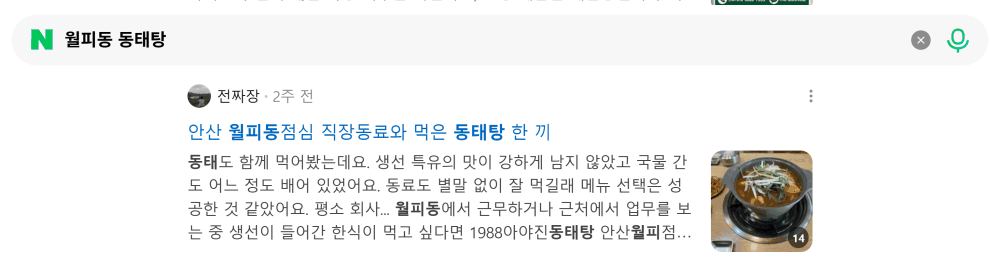 월피동 동태탕
전짜장 · 2주 전
안산 월피동점심 직장동료와 먹은 동태탕 한 끼
동태도 함께 먹어봤는데요. 생선 특유의 맛이 강하게 남지 않았고 국물 간
도 어느 정도 배어 있었어요. 동료도 별말 없이 잘 먹길래 메뉴 선택은 성
공한 것 같았어요. 평소 회사... 월피동에서 근무하거나 근처에서 업무를 보
는 중 생선이 들어간 한식이 먹고 싶다면 1988아야진동태탕 안산월피점...
14